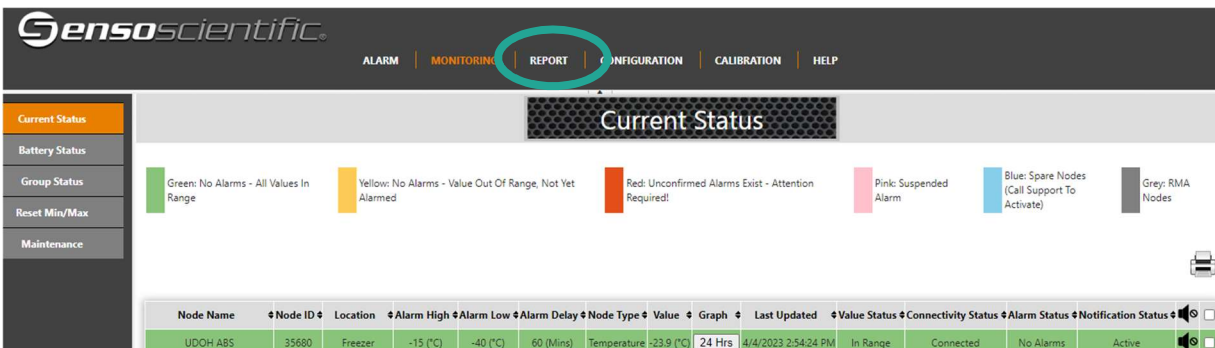 Sensoscientific®
ALARM MONITORING REPORT CONFIGURATION CALIBRATION HELP
Current Status
Current Status
Battery Status
Group Status
Reset Min/Max
Maintenance
Green: No Alarms - All Values In
Range
Yellow: No Alarms - Value Out Of Range, Not Yet
Alarmed
Red: Unconfirmed Alarms Exist - Attention
Required!
Pink: Suspended
Alarm
Blue: Spare Nodes
(Call Support To
Activate)
Grey: RMA
Nodes
Node Name Node ID Location Alarm High Alarm Low Alarm Delay Node Type Value Graph Last Updated Value Status Connectivity Status Alarm Status Notification Status
UDOH ABS 35680 Freezer -15 (°C) -40 (°C) 60 (Mins) Temperature -23.9 (°C) 24 Hrs 4/4/2023 2:54:24 PM In Range Connected No Alarms Active